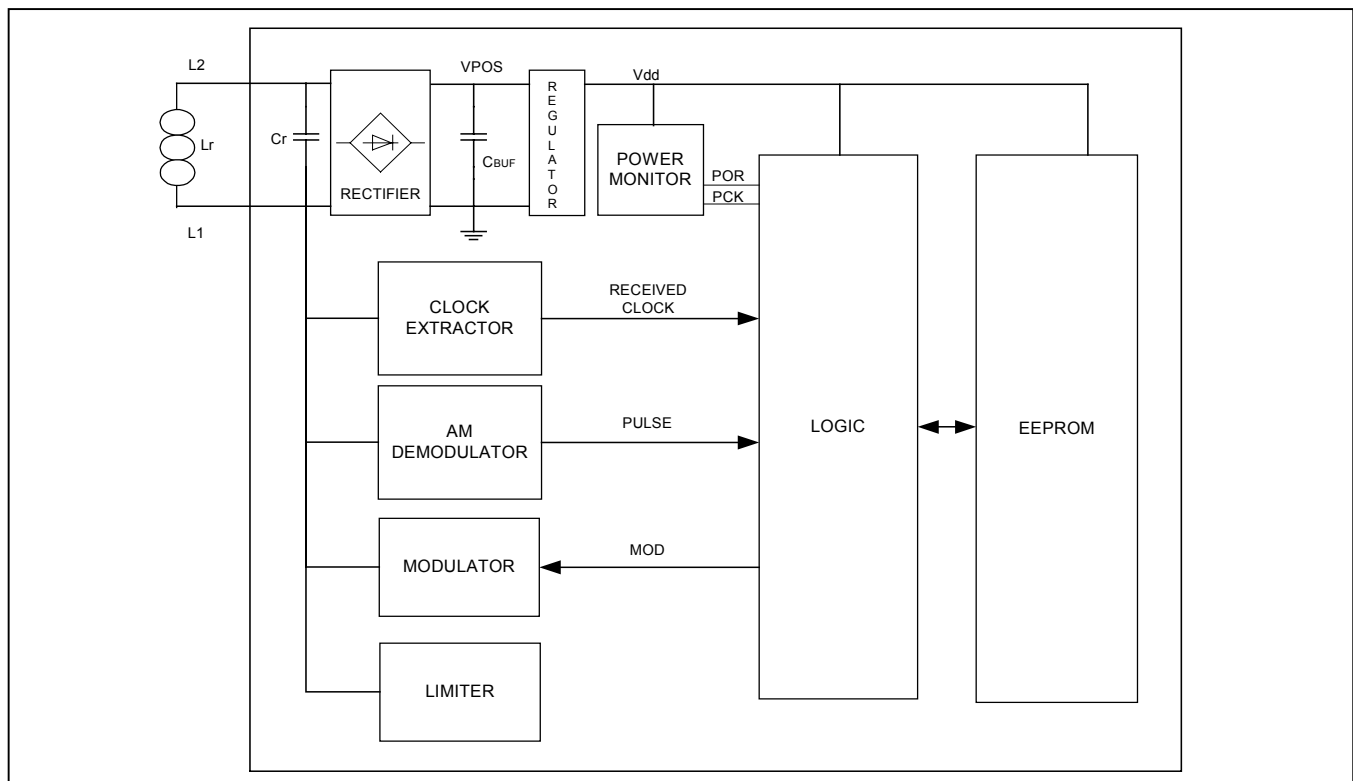 L2
VPOS
REGULATOR
Vdd
Lr
Cr
CBUF
RECTIFIER
POWER
MONITOR
POR
PCK
L1
CLOCK
EXTRACTOR
RECEIVED
CLOCK
AM
DEMODULATOR
PULSE
LOGIC
EEPROM
MODULATOR
MOD
LIMITER